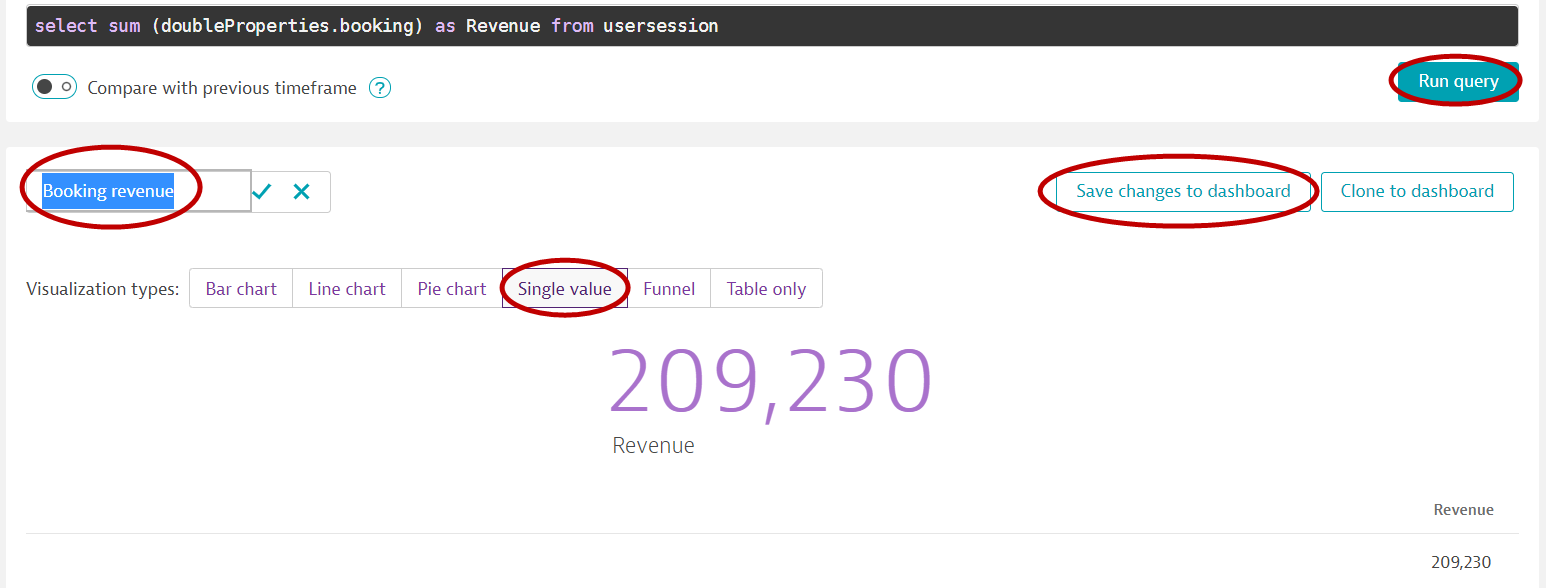 select sum (doubleProperties.booking) as Revenue from usersession
Compare with previous timeframe ?
Run query
Booking revenue
Save changes to dashboard
Clone to dashboard
Visualization types: Bar chart Line chart Pie chart Single value Funnel Table only
209,230
Revenue
Revenue
209,230